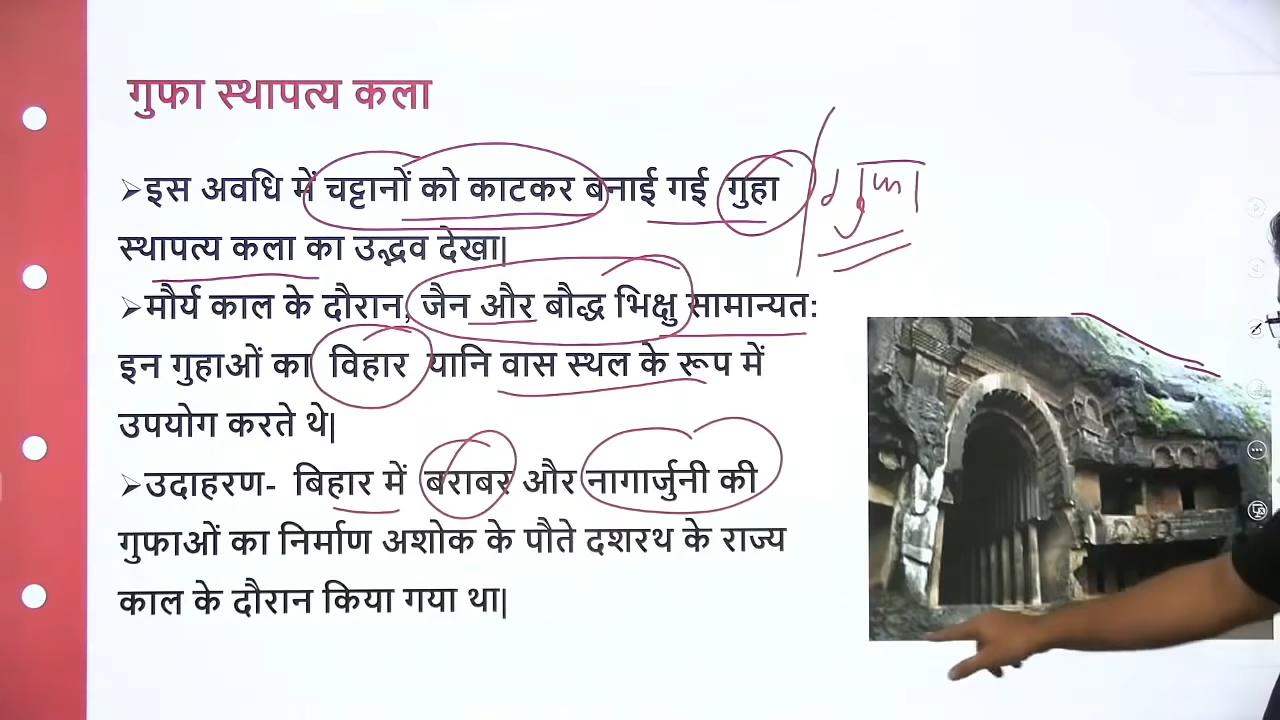 गुफा स्थापत्य कला
➢इस अवधि में चट्टानों को काटकर बनाई गई गुहा
स्थापत्य कला का उद्भव देखा|
➢मौर्य काल के दौरान, जैन और बौद्ध भिक्षु सामान्यत:
इन गुहाओं का विहार यानि वास स्थल के रूप में
उपयोग करते थे|
➢उदाहरण- बिहार में बराबर और नागार्जुनी की
गुफाओं का निर्माण अशोक के पौते दशरथ के राज्य
काल के दौरान किया गया था|